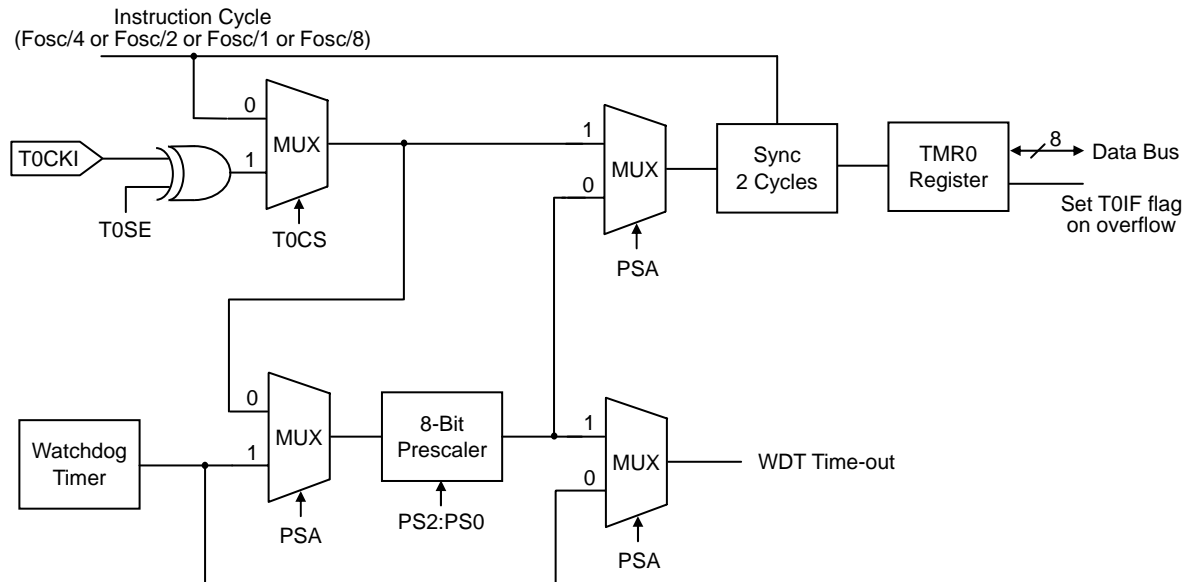 Instruction Cycle
(Fosc/4 or Fosc/2 or Fosc/1 or Fosc/8)
0
MUX
1
T0CKI
T0SE
T0CS
1
MUX
0
PSA
Sync
2 Cycles
TMR0
Register
8
Data Bus
Set T0IF flag
on overflow
0
MUX
1
Watchdog
Timer
PSA
8-Bit
Prescaler
PS2:PS0
1
MUX
0
PSA
WDT Time-out